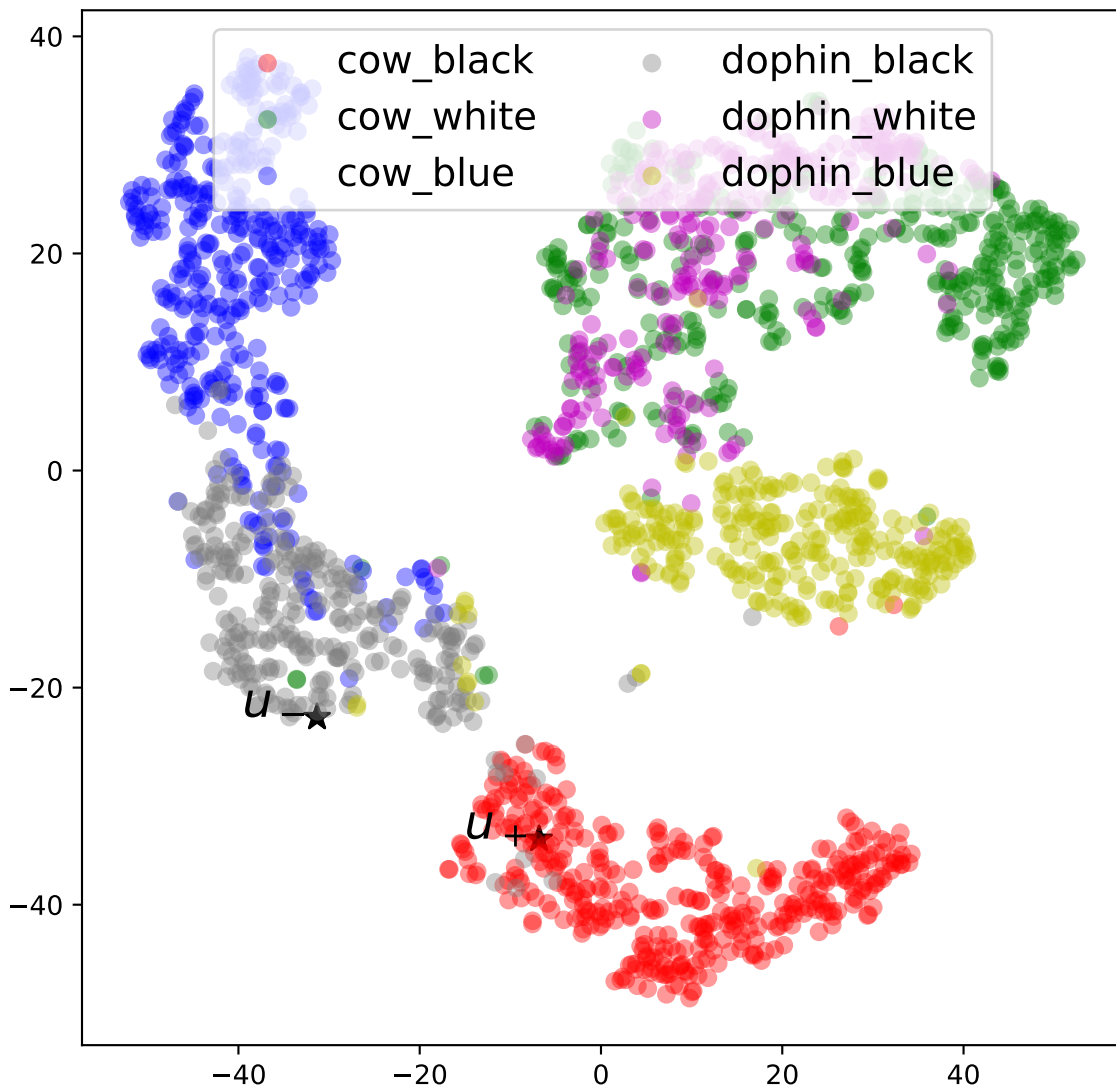 40
cow_black dophin_black
cow_white dophin_white
cow_blue dophin_blue
20
0
−20
u₋
u₊
−40
−40 −20 0 20 40